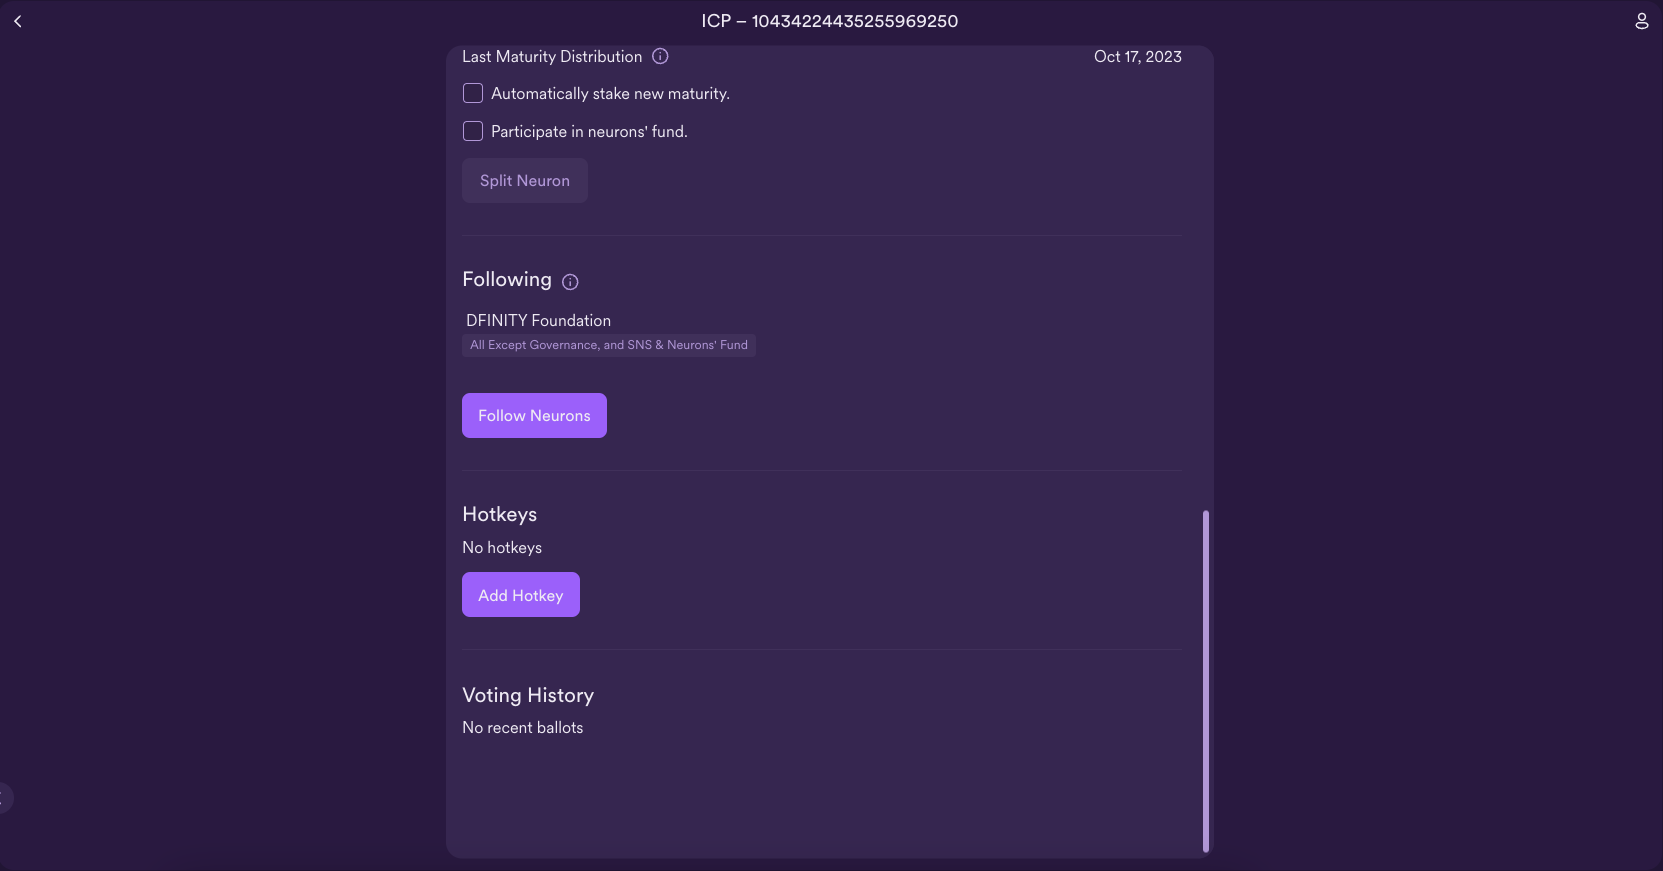 ICP – 10434224435255969250
Last Maturity Distribution Oct 17, 2023
Automatically stake new maturity.
Participate in neurons' fund.
Split Neuron
Following
DFINITY Foundation
All Except Governance, and SNS & Neurons' Fund
Follow Neurons
Hotkeys
No hotkeys
Add Hotkey
Voting History
No recent ballots